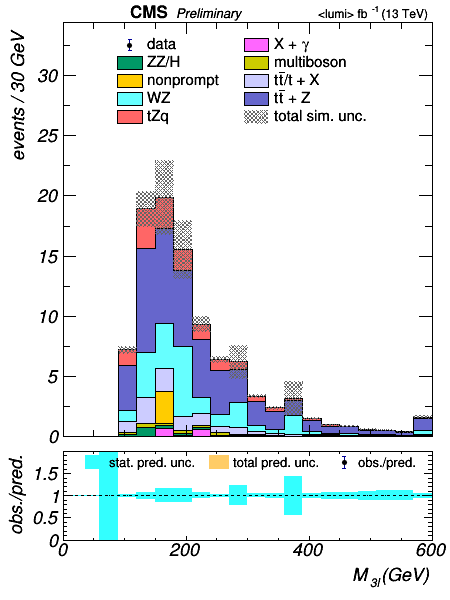 CMS Preliminary <lumi> fb⁻¹ (13 TeV)
events / 30 GeV
data
ZZ/H
nonprompt
WZ
tZq
X + γ
multiboson
tt̄/t + X
tt̄ + Z
total sim. unc.
30
25
20
15
10
5
0
obs./pred.
stat. pred. unc. total pred. unc. obs./pred.
1.5
1
0.5
0
0 200 400 600
M_{3l}(GeV)